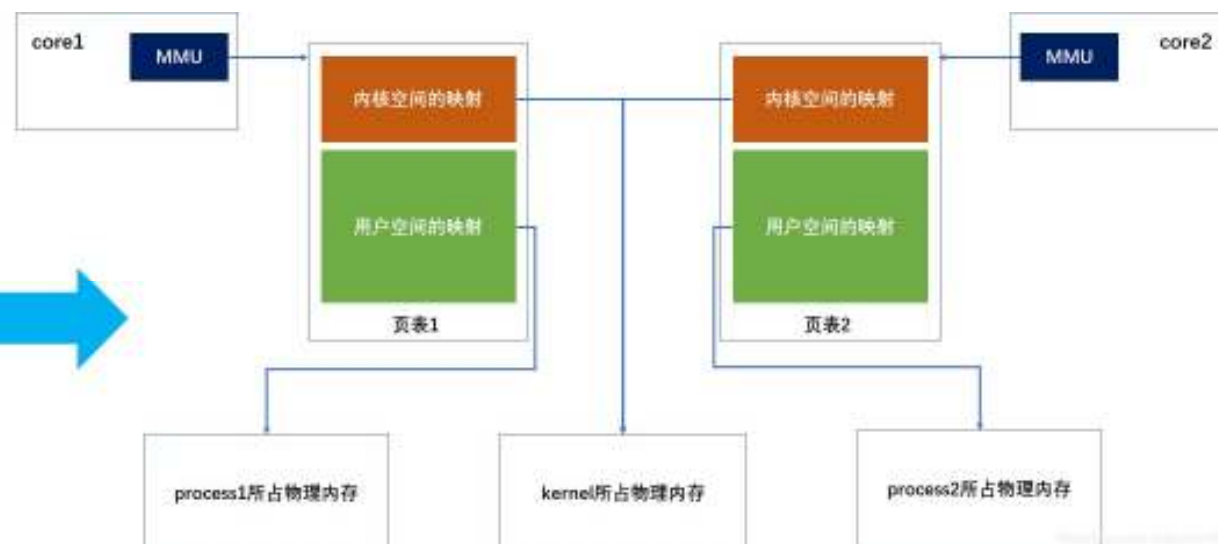 core1
MMU
MMU
core2
内核空间的映射
内核空间的映射
用户空间的映射
用户空间的映射
页表1
页表2
process1所占物理内存
kernel所占物理内存
process2所占物理内存